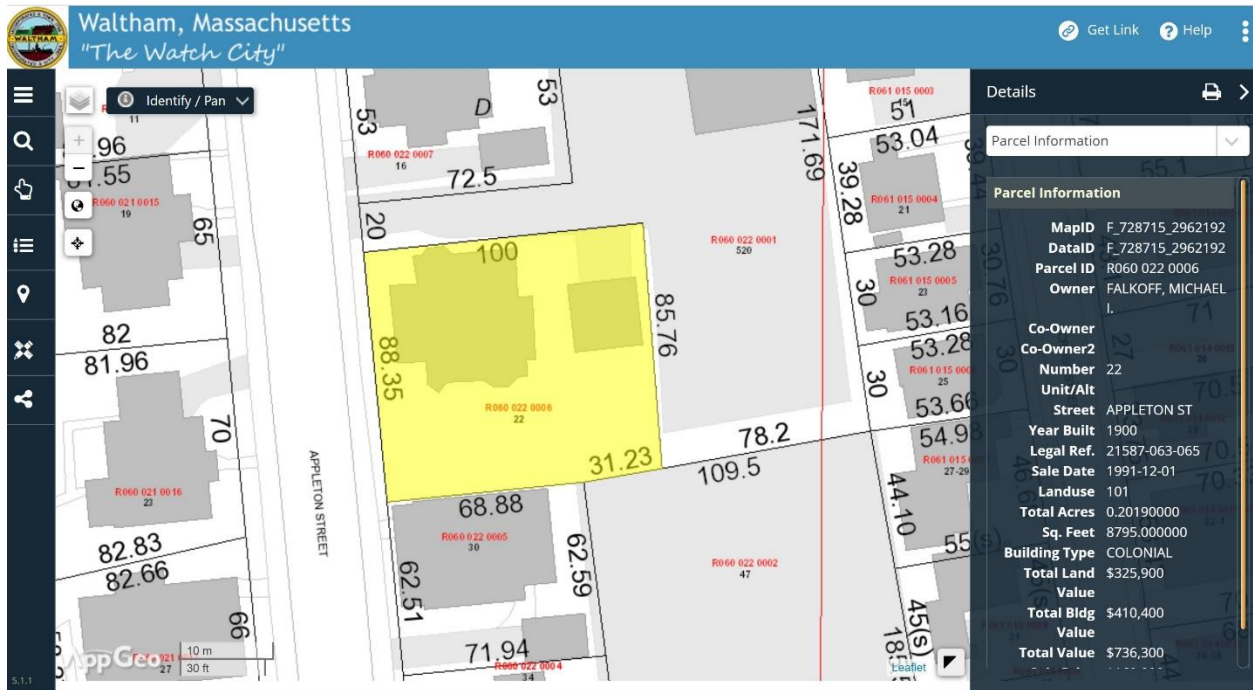 WALTHAM
Waltham, Massachusetts
"The Watch City"
Get Link
Help
Identify / Pan
Details
Parcel Information
Parcel Information
MapID F_728715_2962192
DataID F_728715_2962192
Parcel ID R060 022 0006
Owner FALKOFF, MICHAEL
I.
Co-Owner
Co-Owner2
Number 22
Unit/Alt
Street APPLETON ST
Year Built 1900
Legal Ref. 21587-063-065
Sale Date 1991-12-01
Landuse 101
Total Acres 0.20190000
Sq. Feet 8795.000000
Building Type COLONIAL
Total Land $325,900
Value
Total Bldg $410,400
Value
Total Value $736,300
11
R060 021 0015
19
65
82
81.96
70
R060 021 0016
23
82.83
82.66
66
27
APPLETON STREET
53
D
53
R060 022 0007
16
72.5
20
100
88.35
85.76
R060 022 0006
22
31.23
68.88
R060 022 0005
30
62.51
62.59
71.94
R060 022 0004
34
R060 022 0001
520
171.69
78.2
109.5
R060 022 0002
47
R061 015 0003
51
53.04
39.28
R061 015 0004
21
53.28
R061 015 0005
23
30
53.16
53.28
25
30
53.66
54.98
27-29
44.10
55(s)
45(s)
AppGeo
10 m
30 ft
Leaflet
5.1.1